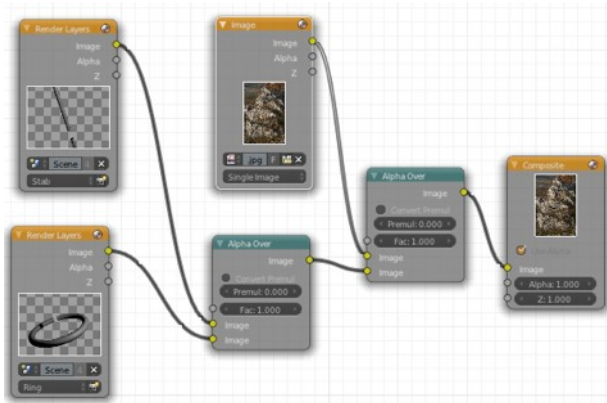 Render Layers
Image
Alpha
Z
Scene
Stab
Render Layers
Image
Alpha
Z
Scene
Ring
Image
Image
Alpha
Z
jpg F
Single Image
Alpha Over
Image
Convert Premul
Premul: 0.000
Fac: 1.000
Image
Image
Alpha Over
Image
Convert Premul
Premul: 0.000
Fac: 1.000
Image
Image
Composite
Use Alpha
Image
Alpha: 1.000
Z: 1.000